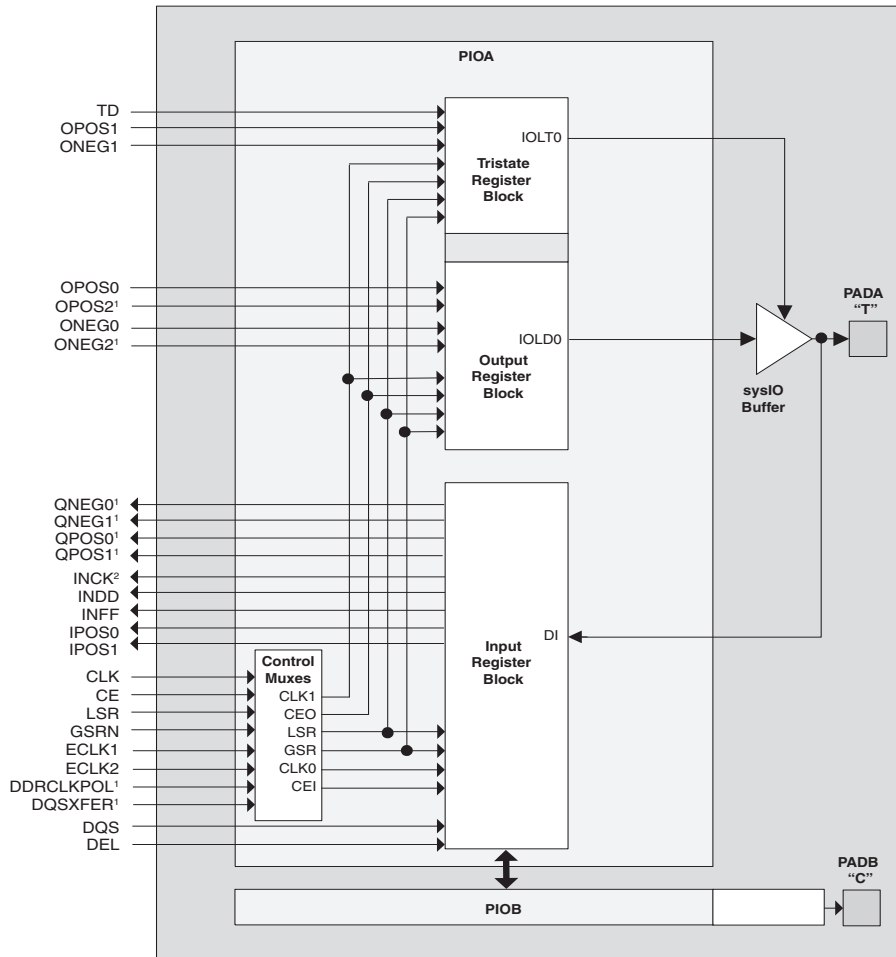 PIOA
TD
OPOS1
ONEG1
IOLT0
Tristate
Register
Block
OPOS0
OPOS2¹
ONEG0
ONEG2¹
IOLD0
Output
Register
Block
PADA
“T”
sysIO
Buffer
QNEG0¹
QNEG1¹
QPOS0¹
QPOS1¹
INCK²
INDD
INFF
IPOS0
IPOS1
DI
Input
Register
Block
Control
Muxes
CLK
CE
LSR
GSRN
ECLK1
ECLK2
DDRCLKPOL¹
DQSXFER¹
CLK1
CEO
LSR
GSR
CLK0
CEI
DQS
DEL
PADB
“C”
PIOB